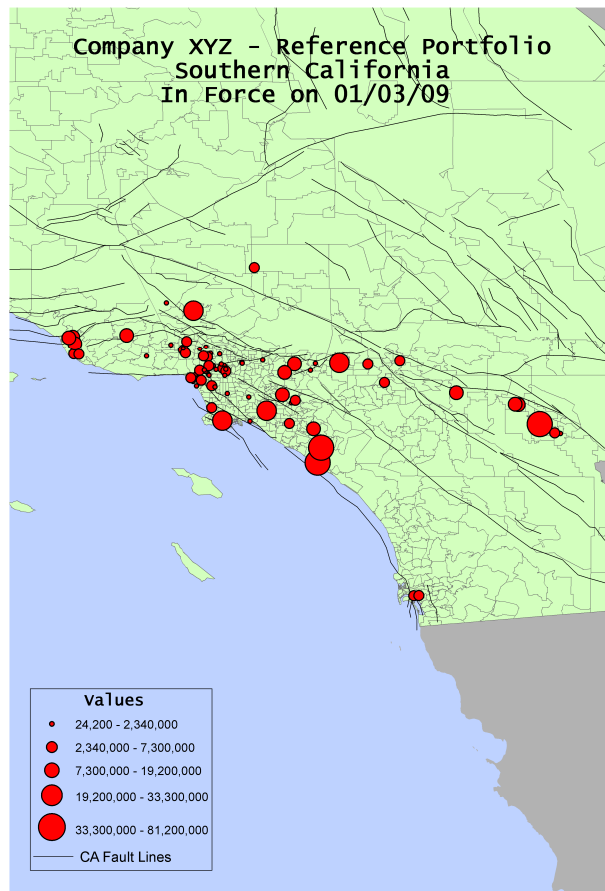 Company XYZ - Reference Portfolio
Southern California
In Force on 01/03/09
Values
24,200 - 2,340,000
2,340,000 - 7,300,000
7,300,000 - 19,200,000
19,200,000 - 33,300,000
33,300,000 - 81,200,000
CA Fault Lines